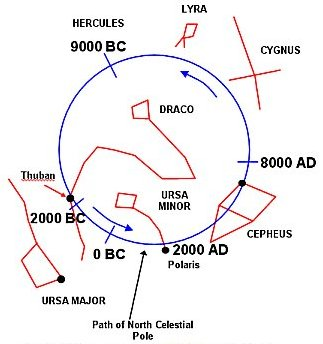 LYRA
HERCULES
9000 BC
CYGNUS
DRACO
8000 AD
Thuban
URSA
MINOR
2000 BC
CEPHEUS
0 BC
2000 AD
Polaris
URSA MAJOR
Path of North Celestial
Pole